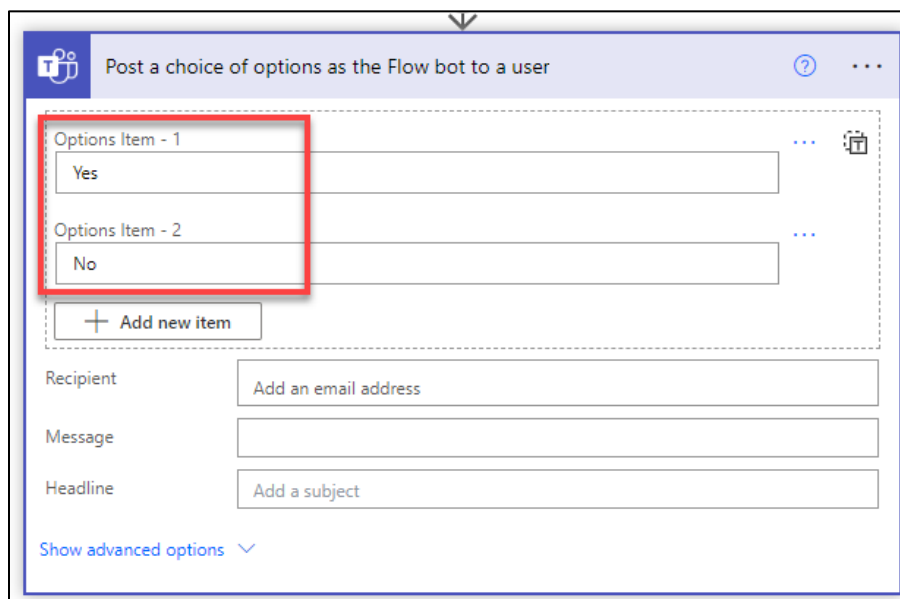 Post a choice of options as the Flow bot to a user
Options Item - 1
Yes
Options Item - 2
No
Add new item
Recipient
Add an email address
Message
Headline
Add a subject
Show advanced options